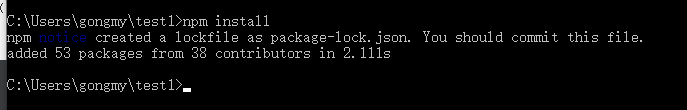 C:\Users\gongmy\test1>npm install
npm notice created a lockfile as package-lock.json. You should commit this file.
added 53 packages from 38 contributors in 2.111s
C:\Users\gongmy\test1>